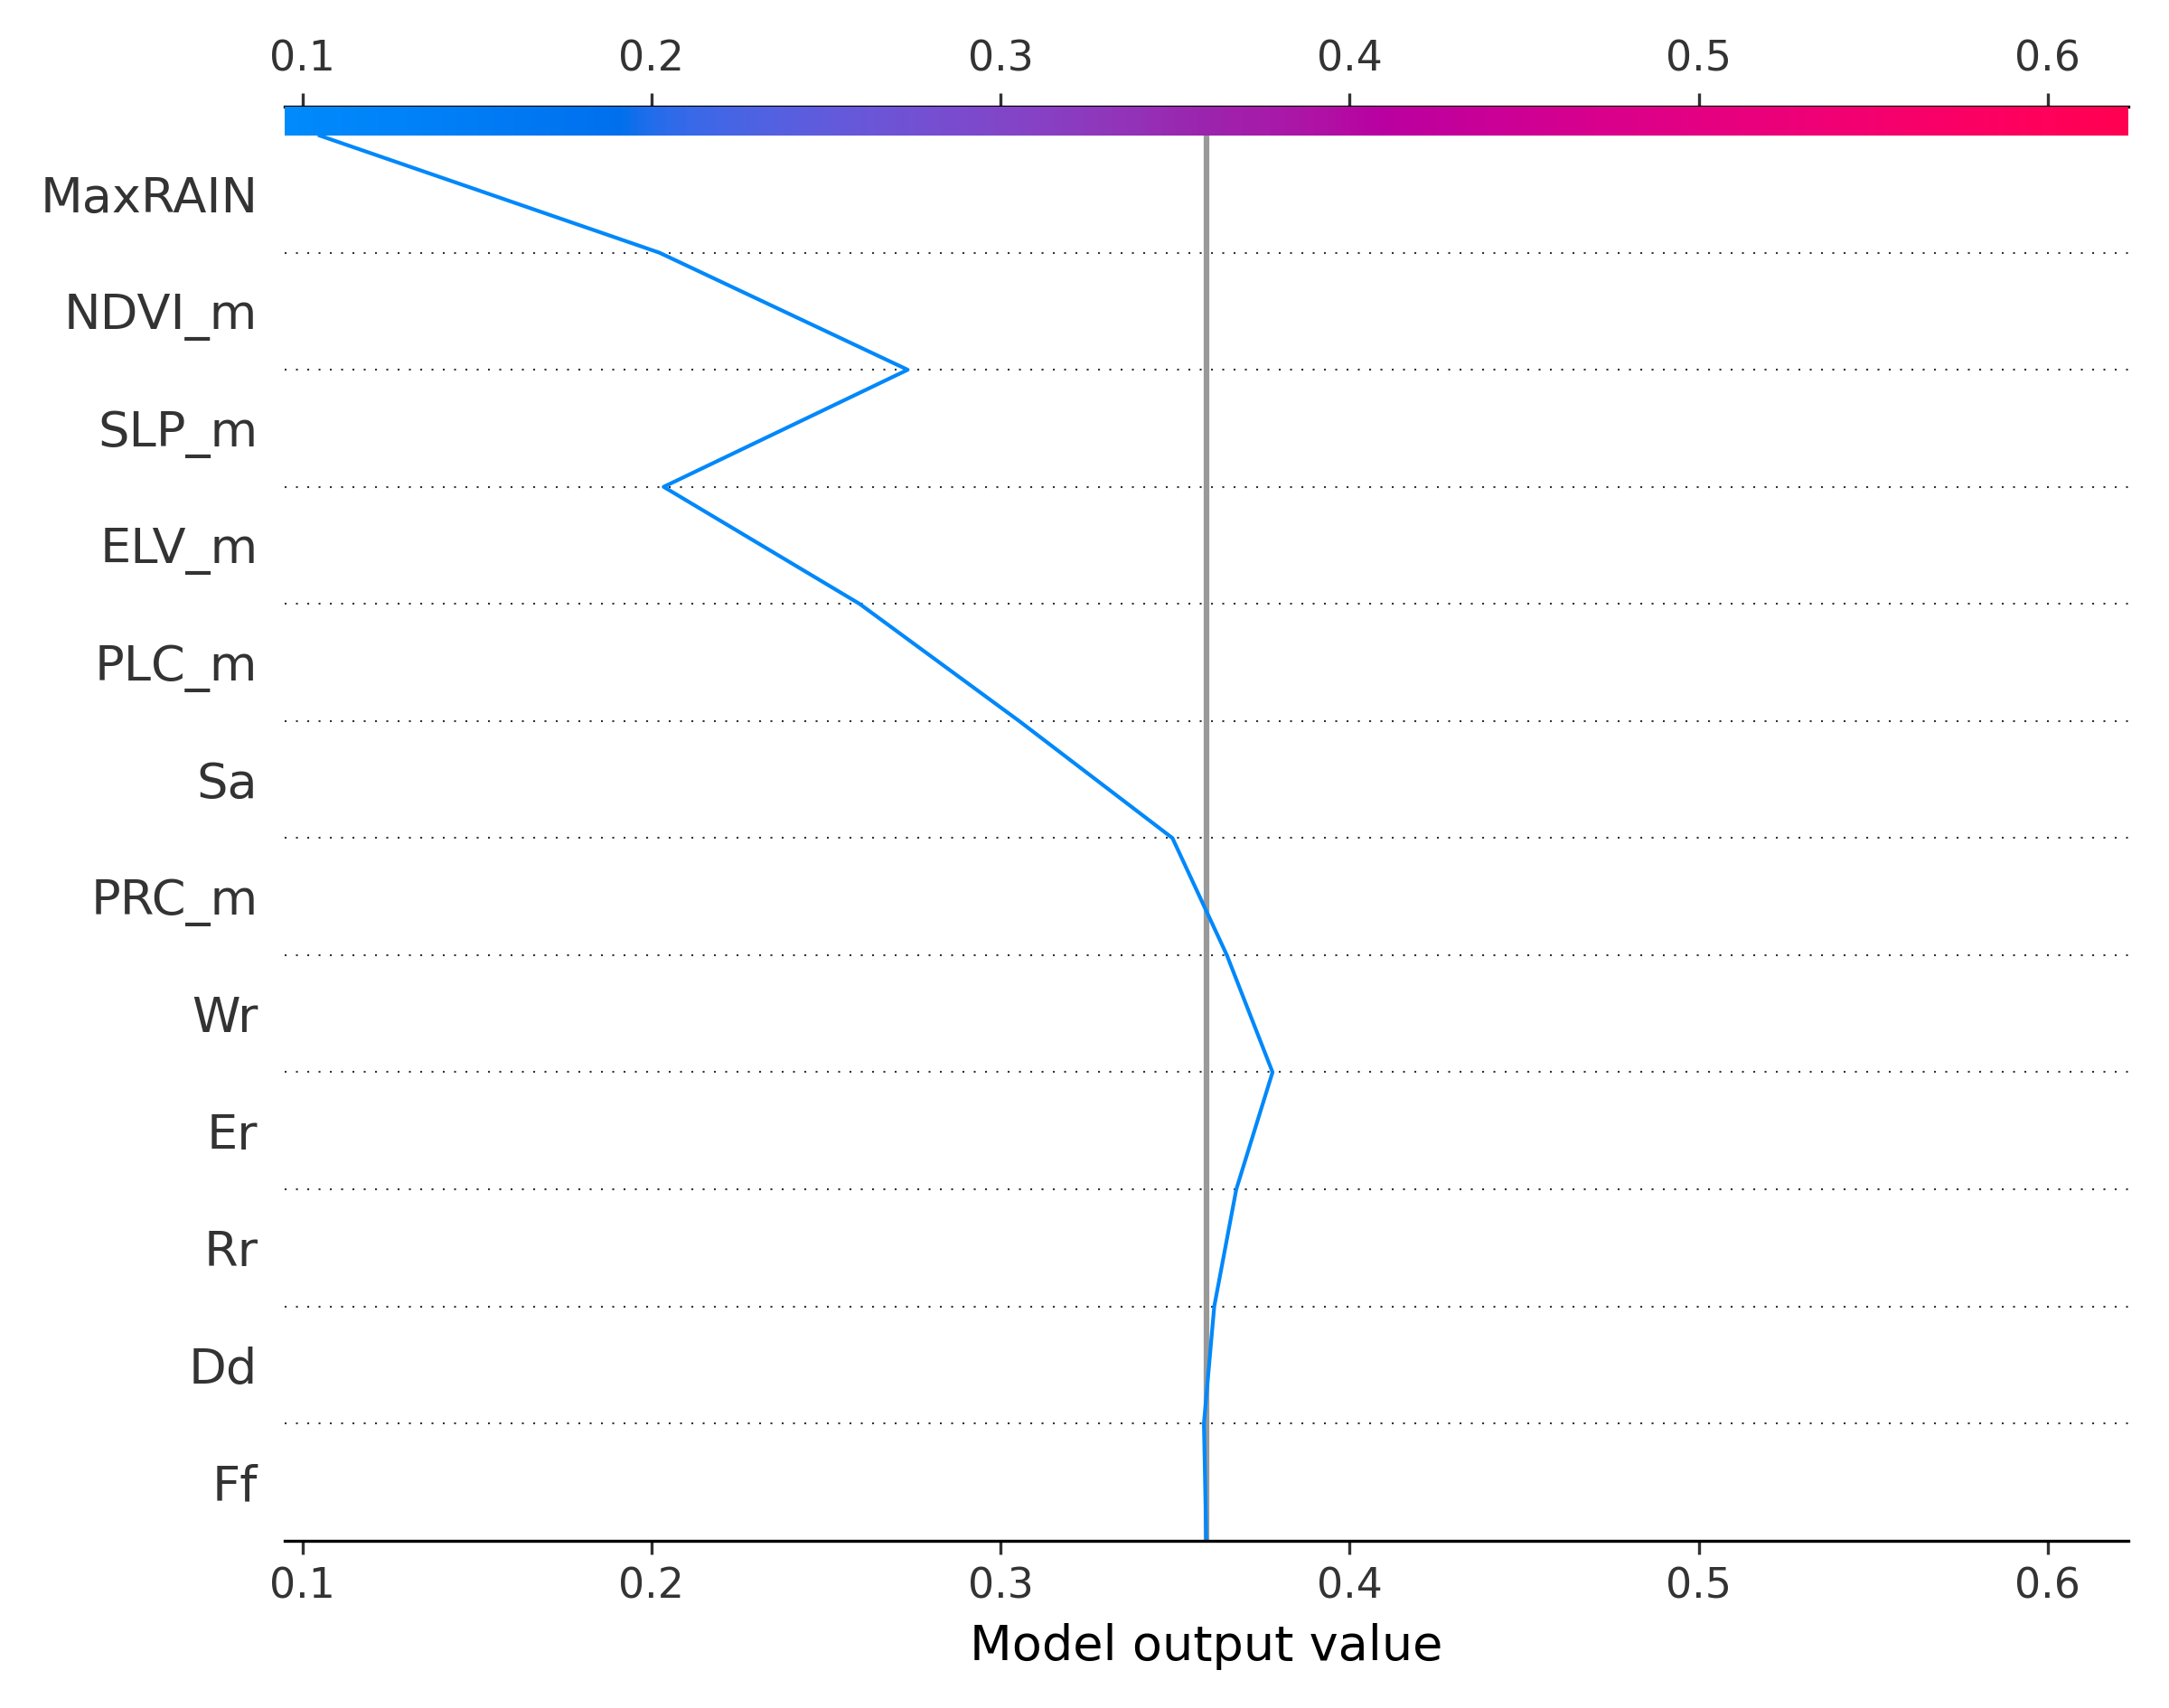 0.1 0.2 0.3 0.4 0.5 0.6
MaxRAIN
NDVI_m
SLP_m
ELV_m
PLC_m
Sa
PRC_m
Wr
Er
Rr
Dd
Ff
0.1 0.2 0.3 0.4 0.5 0.6
Model output value